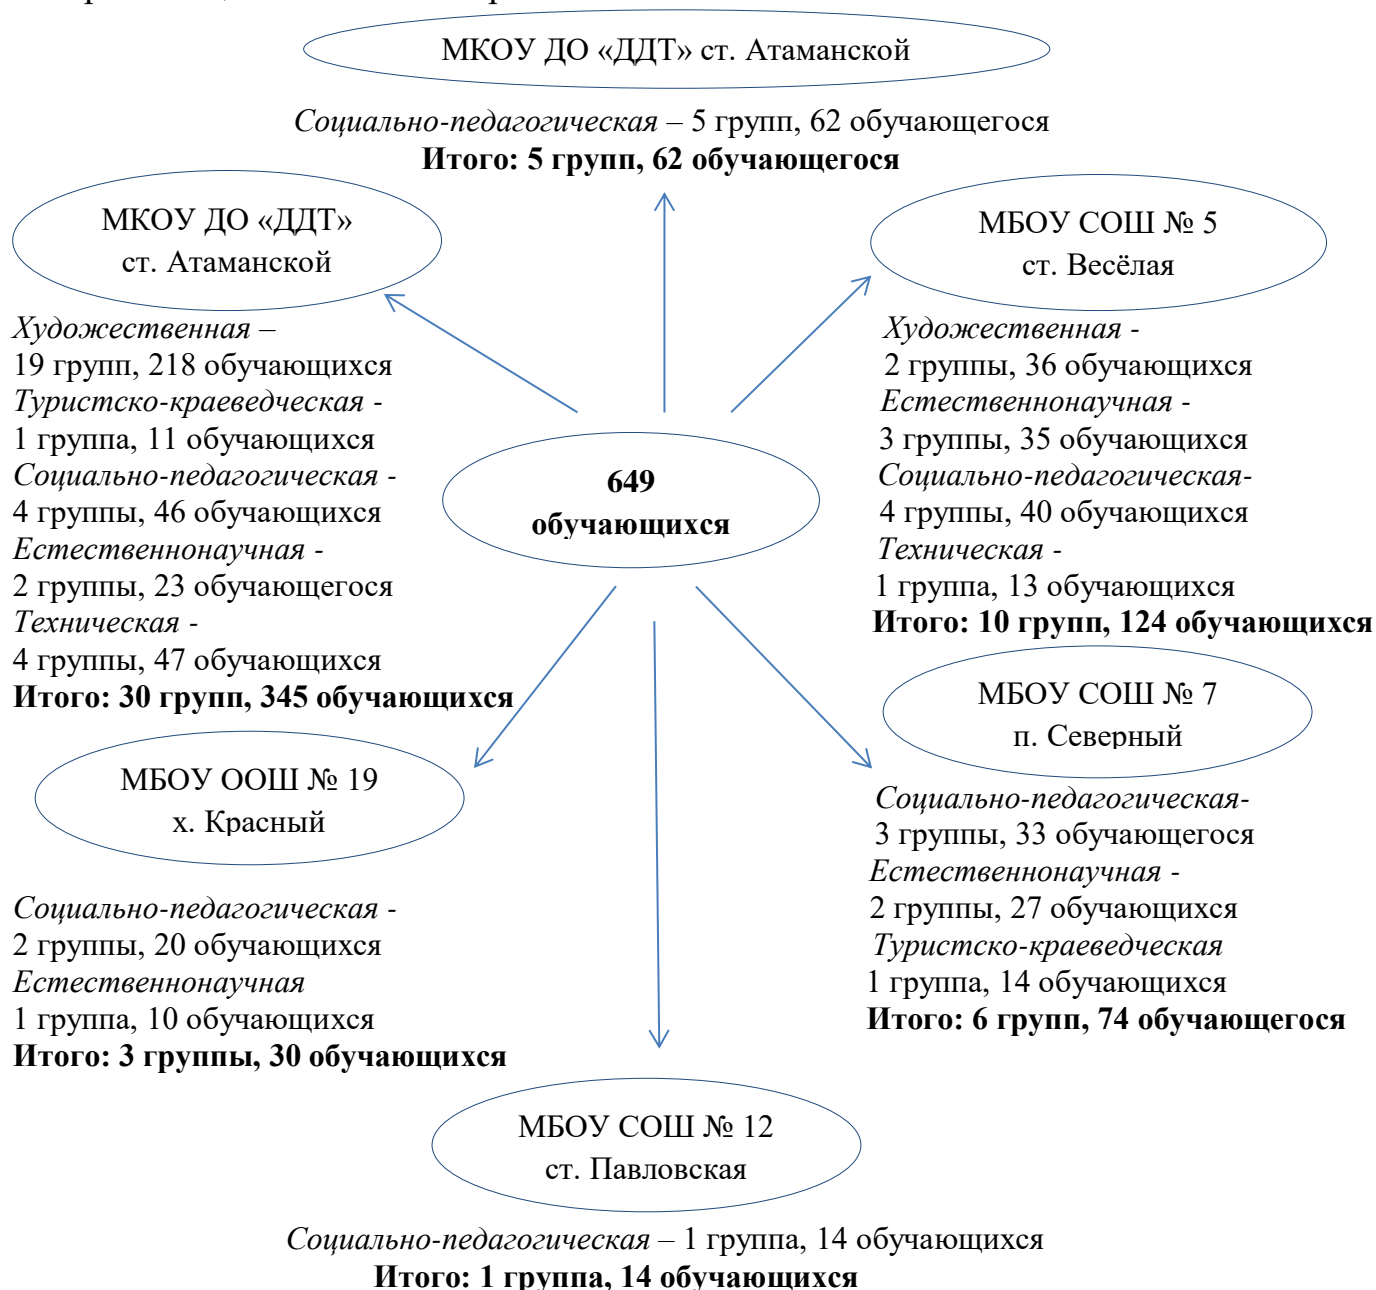 МКОУ ДО «ДДТ» ст. Атаманской
Социально-педагогическая – 5 групп, 62 обучающегося
Итого: 5 групп, 62 обучающегося
МКОУ ДО «ДДТ»
ст. Атаманской
Художественная –
19 групп, 218 обучающихся
Туристско-краеведческая -
1 группа, 11 обучающихся
Социально-педагогическая -
4 группы, 46 обучающихся
Естественнонаучная -
2 группы, 23 обучающегося
Техническая -
4 группы, 47 обучающихся
Итого: 30 групп, 345 обучающихся
МБОУ СОШ № 5
ст. Весёлая
Художественная -
2 группы, 36 обучающихся
Естественнонаучная -
3 группы, 35 обучающихся
Социально-педагогическая-
4 группы, 40 обучающихся
Техническая -
1 группа, 13 обучающихся
Итого: 10 групп, 124 обучающихся
649
обучающихся
МБОУ СОШ № 7
п. Северный
Социально-педагогическая-
3 группы, 33 обучающегося
Естественнонаучная -
2 группы, 27 обучающихся
Туристско-краеведческая
1 группа, 14 обучающихся
Итого: 6 групп, 74 обучающегося
МБОУ ООШ № 19
х. Красный
Социально-педагогическая -
2 группы, 20 обучающихся
Естественнонаучная
1 группа, 10 обучающихся
Итого: 3 группы, 30 обучающихся
МБОУ СОШ № 12
ст. Павловская
Социально-педагогическая – 1 группа, 14 обучающихся
Итого: 1 группа, 14 обучающихся